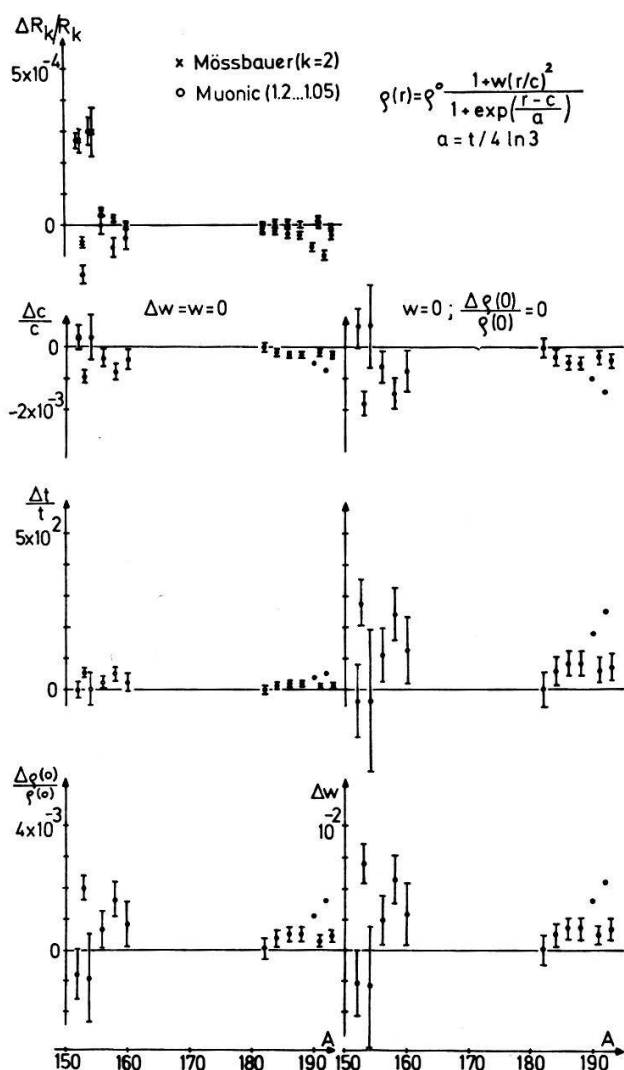 ΔR_k/R_k
5x10⁻⁴
x Mössbauer (k=2)
o Muonic (1.2...1.05)
ρ(r)=ρ° (1+w(r/c)²)/(1+exp((r-c)/a))
a = t/4 ln3
0
Δc/c
Δw = w = 0
w = 0 ; Δρ(0)/ρ(0) = 0
0
-2x10⁻³
Δt/t
5x10²
0
Δρ(0)/ρ(0)
4x10⁻³
Δw
10⁻²
0
A
A
150 160 170 180 190 150 160 170 180 190